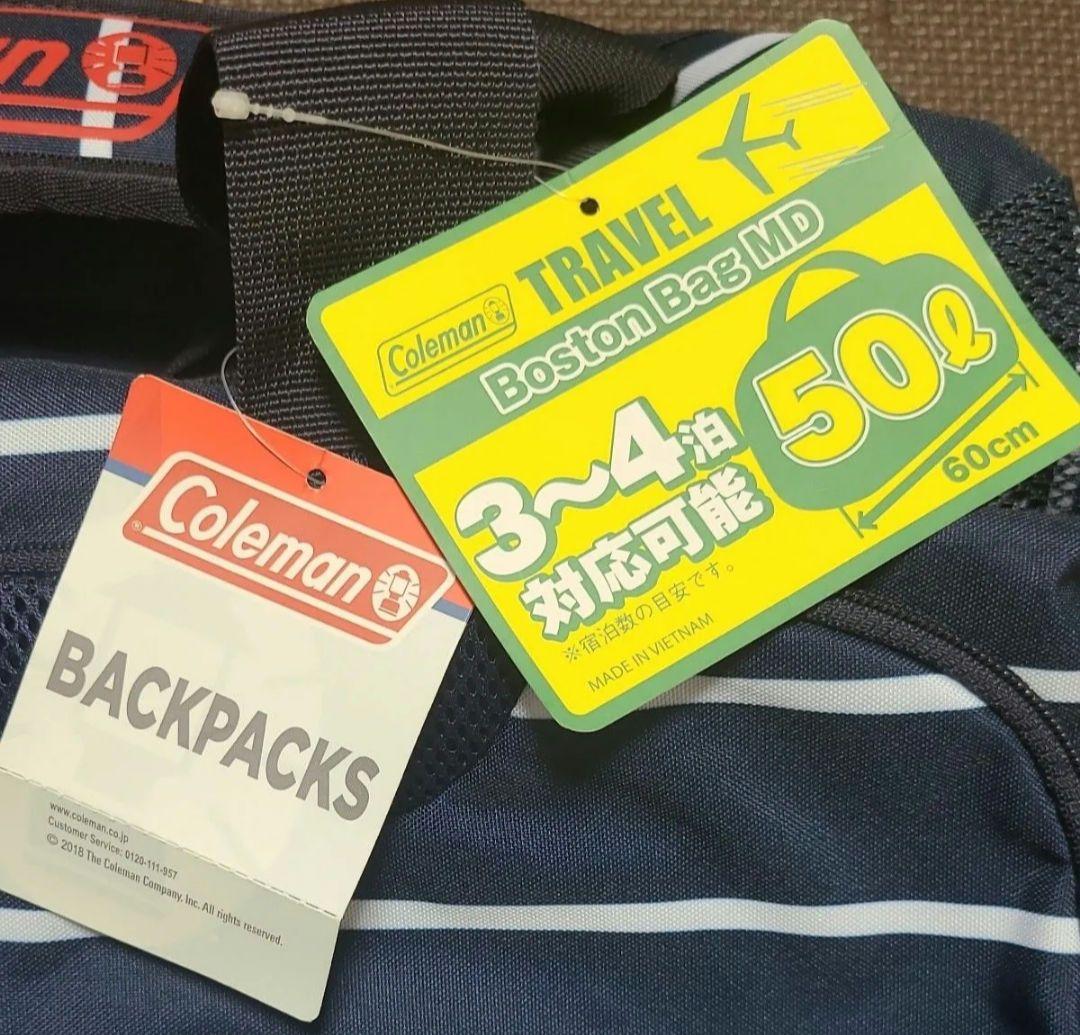 Coleman
TRAVEL
Boston Bag MD
3～4泊
対応可能
50ℓ
60cm
※宿泊数の目安です。
MADE IN VIETNAM
Coleman
BACKPACKS
www.coleman.co.jp
Customer Service: 0120-111-957
© 2018 The Coleman Company, Inc. All rights reserved.